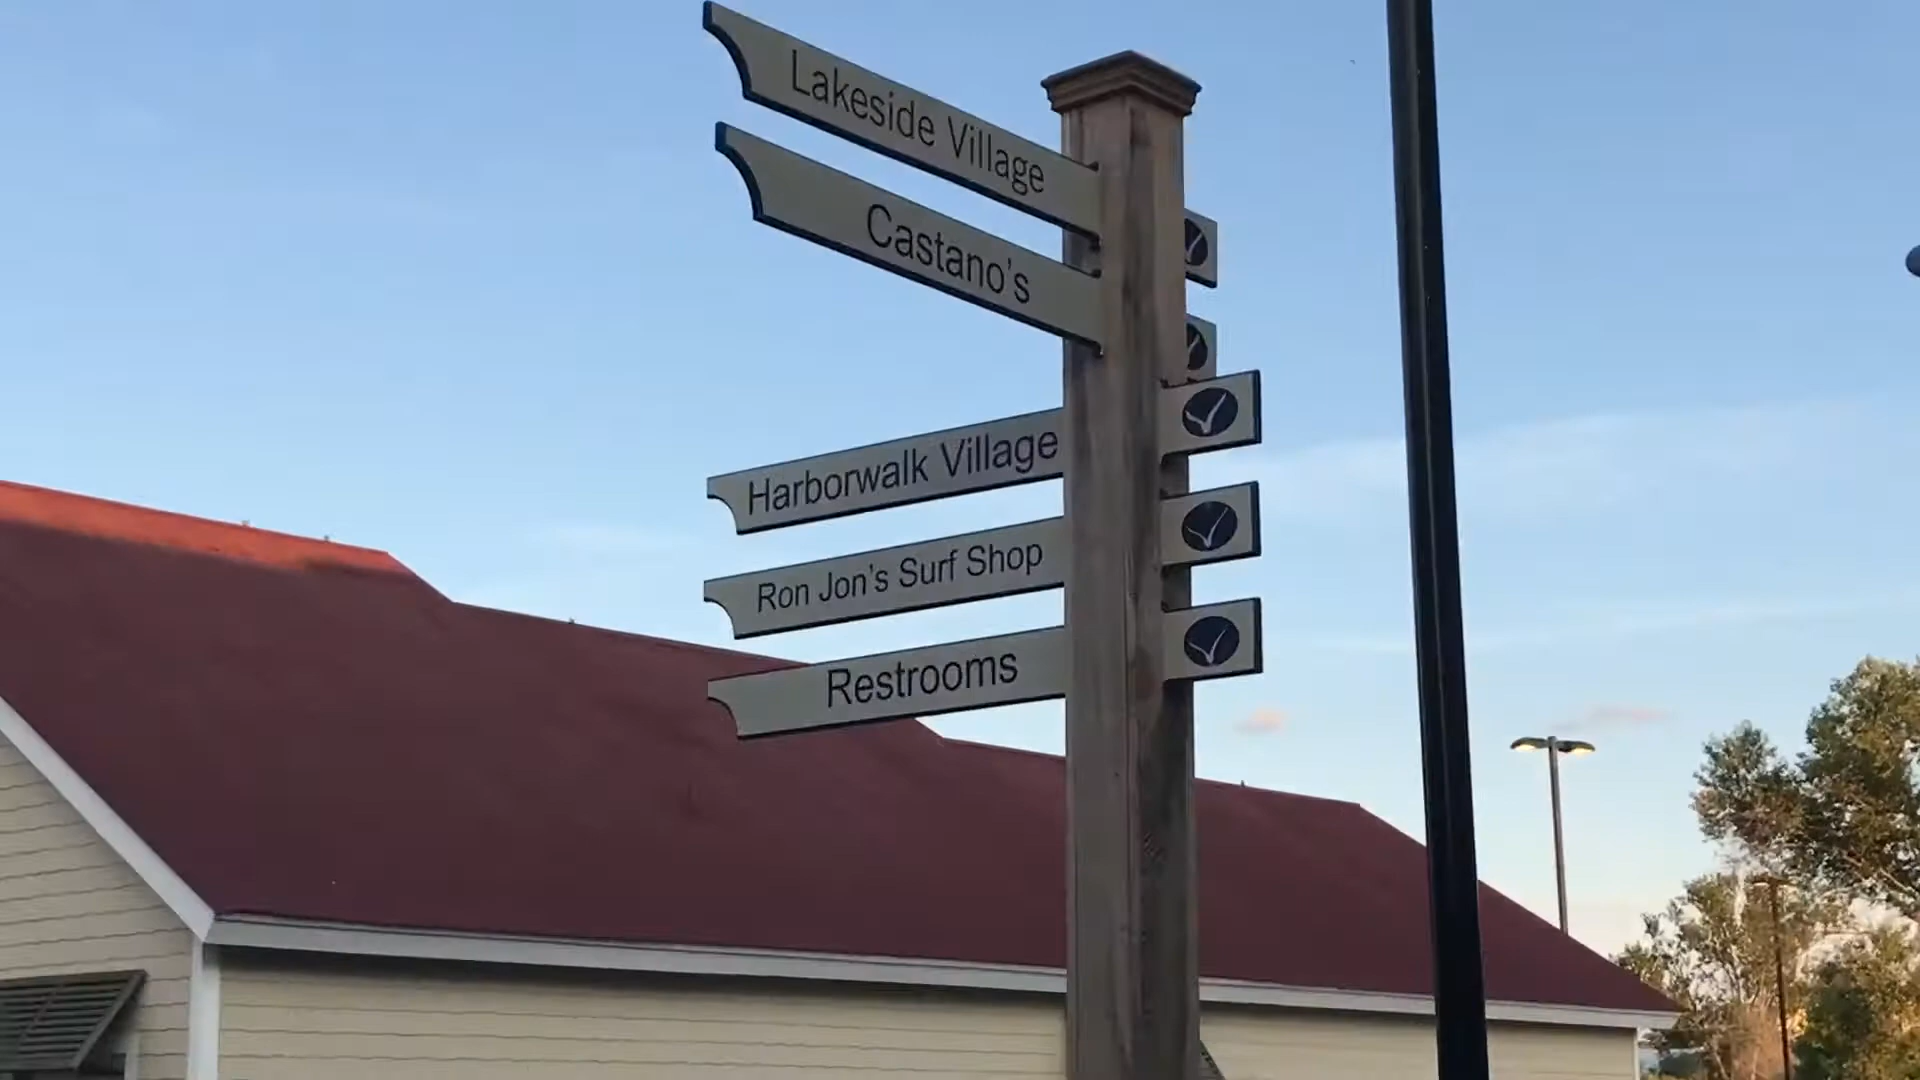 Lakeside Village
Castano's
Harborwalk Village
Ron Jon's Surf Shop
Restrooms